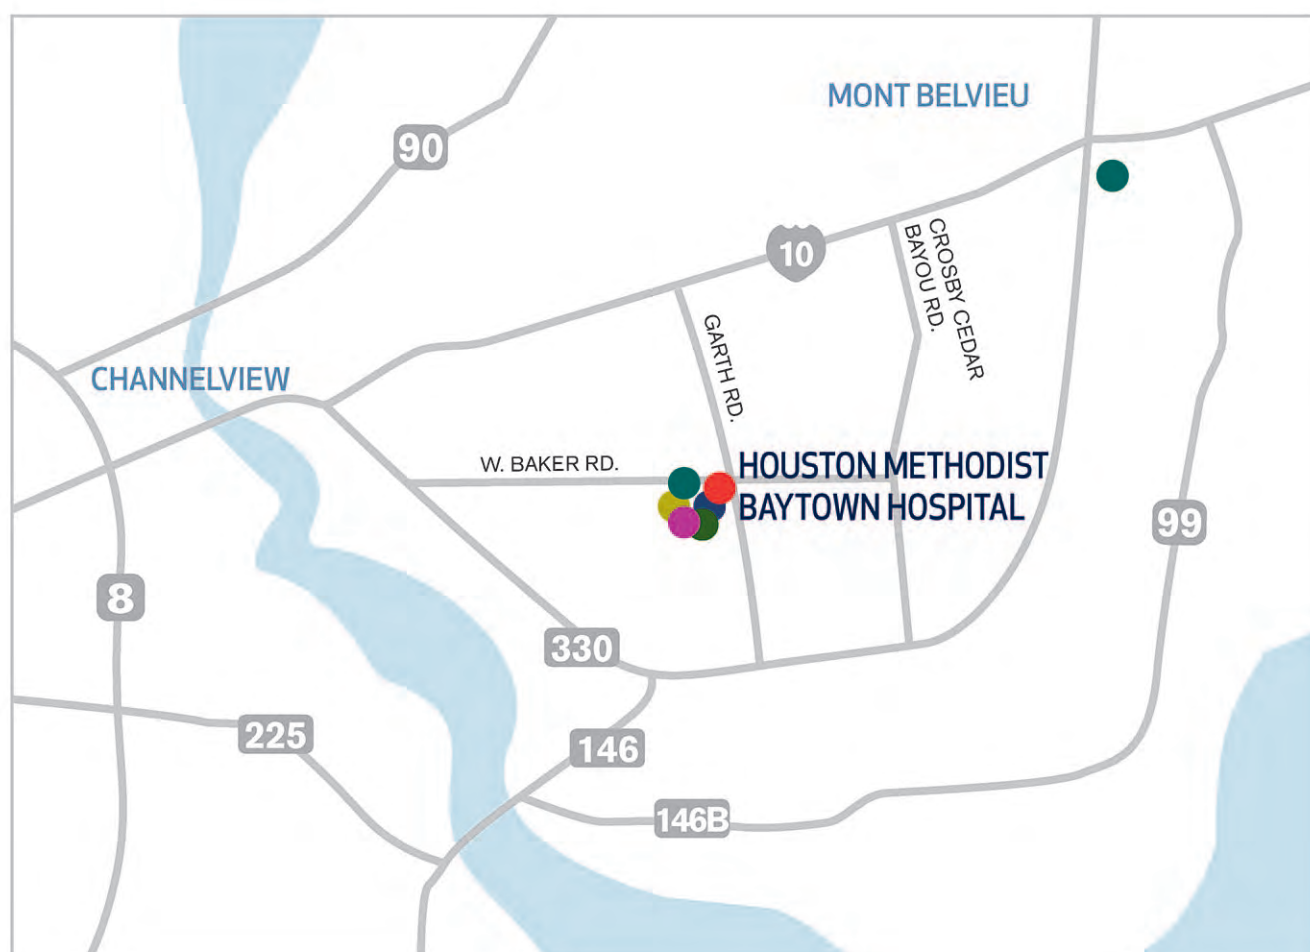 MONT BELVIEU
90
10
CROSBY CEDAR
BAYOU RD.
GARTH RD.
CHANNELVIEW
W. BAKER RD.
HOUSTON METHODIST
BAYTOWN HOSPITAL
99
8
330
225
146
146B